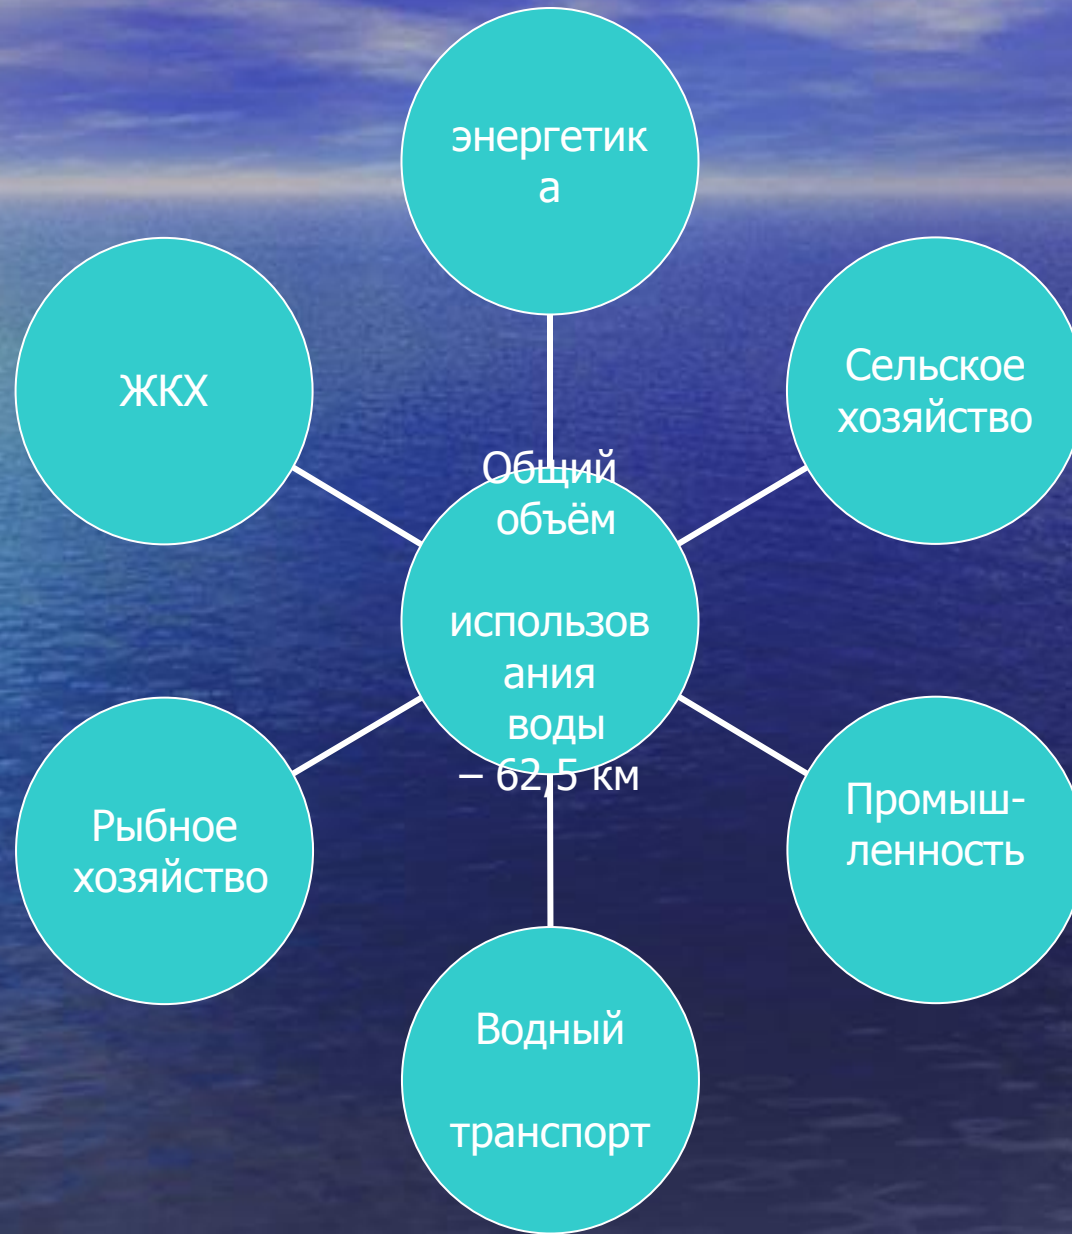 энергетик
а
Сельское
хозяйство
Промыш-
ленность
Водный
транспорт
Рыбное
хозяйство
ЖКХ
Общий
объём
использов
ания
воды
– 62,5 км